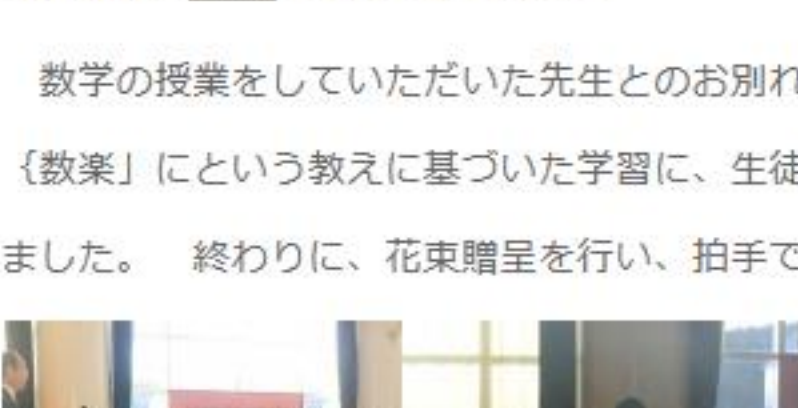 数学の授業をしていただいた先生とのお別れ
{数楽」にという教えに基づいた学習に、生徒
ました。　終わりに、花束贈呈を行い、拍手で